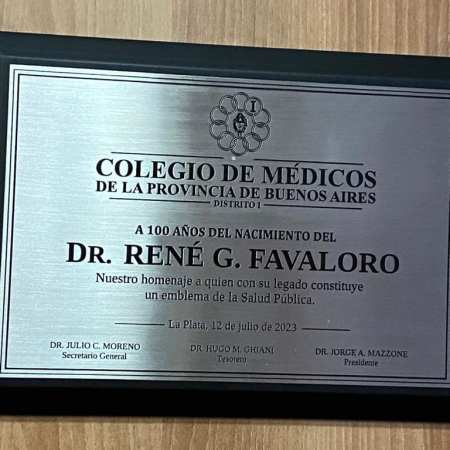 I
COLEGIO DE MÉDICOS
DE LA PROVINCIA DE BUENOS AIRES
DISTRITO I
A 100 AÑOS DEL NACIMIENTO DEL
DR. RENÉ G. FAVALORO
Nuestro homenaje a quien con su legado constituye
un emblema de la Salud Pública.
La Plata, 12 de julio de 2023
DR. JULIO C. MORENO
Secretario General
DR. HUGO M. GHIANI
Tesorero
DR. JORGE A. MAZZONE
Presidente